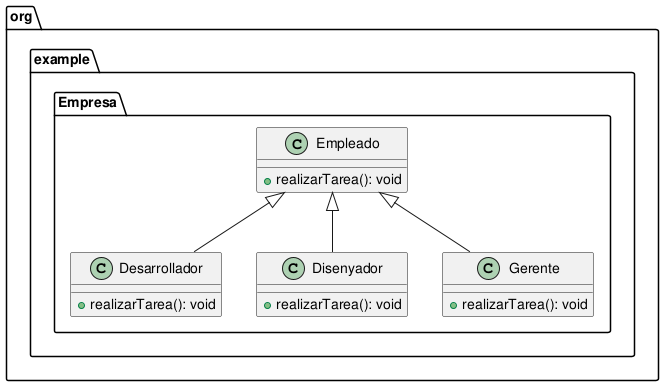 org
example
Empresa
C Empleado
realizarTarea(): void
C Desarrollador
realizarTarea(): void
C Disenyador
realizarTarea(): void
C Gerente
realizarTarea(): void